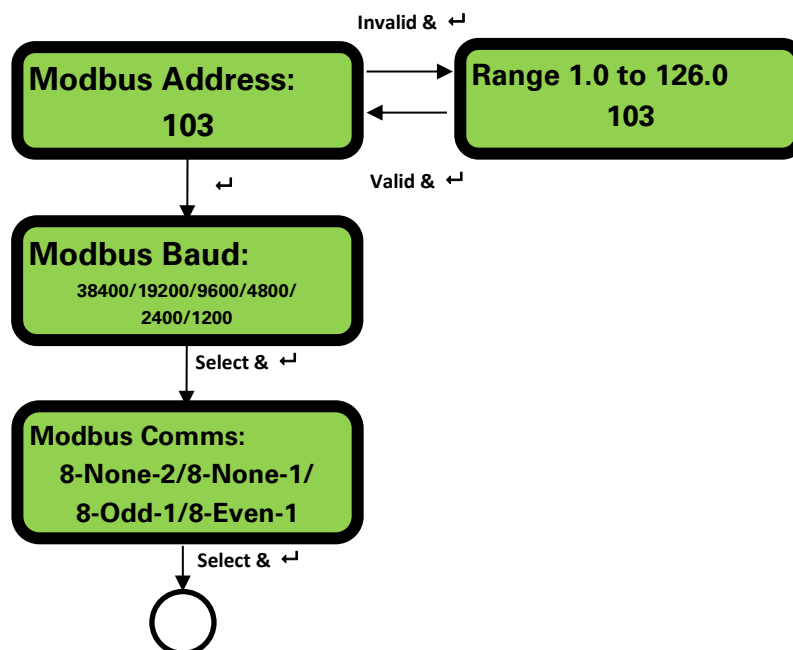 Invalid & ↵
Modbus Address:
103
Range 1.0 to 126.0
103
↵
Valid & ↵
Modbus Baud:
38400/19200/9600/4800/
2400/1200
Select & ↵
Modbus Comms:
8-None-2/8-None-1/
8-Odd-1/8-Even-1
Select & ↵